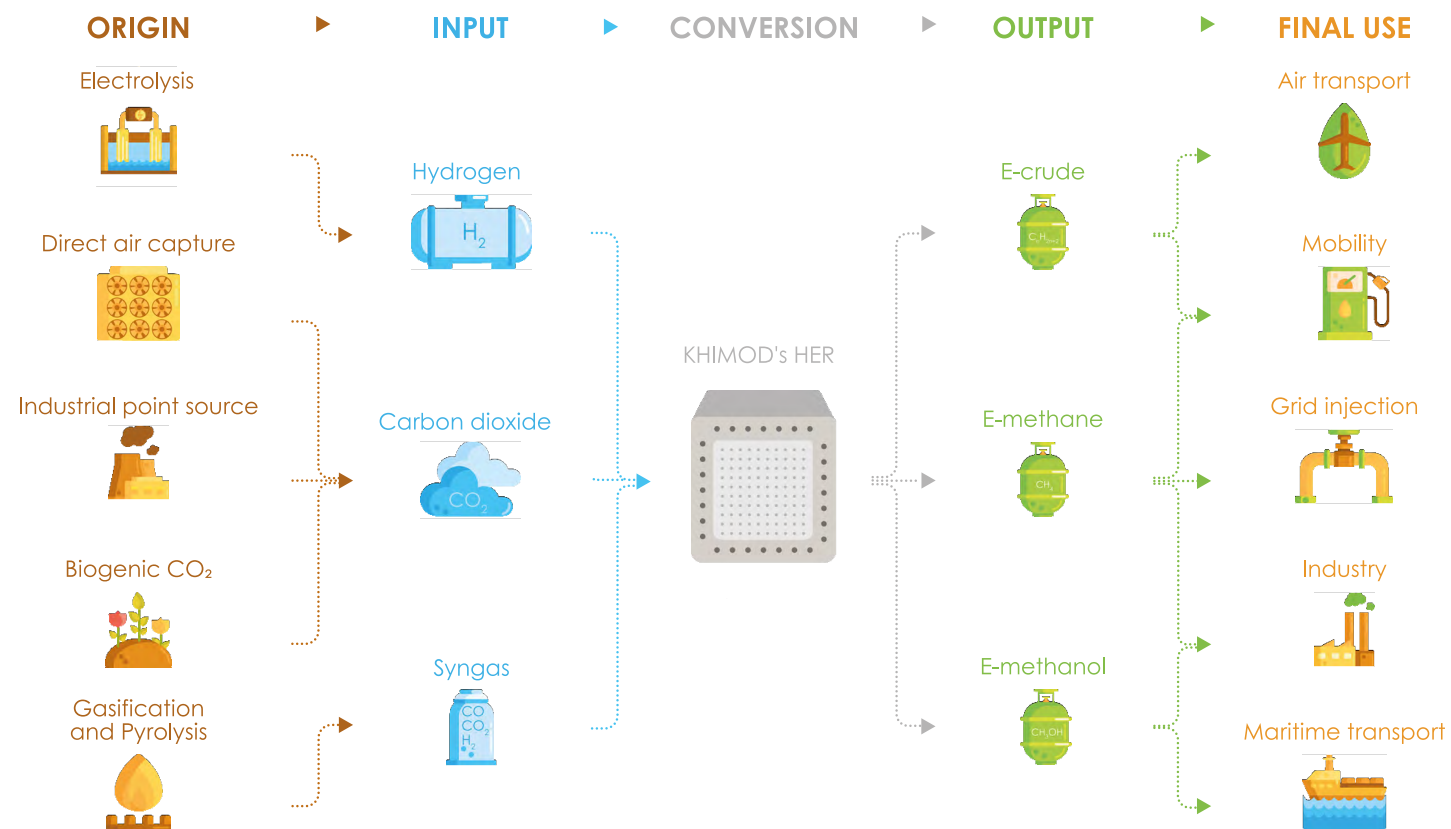 ORIGIN
INPUT
CONVERSION
OUTPUT
FINAL USE
Electrolysis
Direct air capture
Industrial point source
Biogenic CO₂
Gasification
and Pyrolysis
Hydrogen
H₂
Carbon dioxide
CO₂
Syngas
CO
CO₂
H₂
KHIMOD's HER
E-crude
E-methane
CH₄
E-methanol
CH₃OH
Air transport
Mobility
Grid injection
Industry
Maritime transport